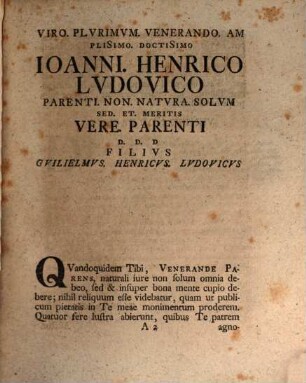 VIRO. PLVRIMVM. VENERANDO. AM
PLISIMO. DOCTISIMO
IOANNI. HENRICO
LVDOVICO
PARENTI. NON. NATVRA. SOLVM
SED. ET. MERITIS
VERE. PARENTI
D. D. D
FILIVS
GVILIELMVS. HENRICVS. LVDOVICVS
QVandoquidem Tibi, VENERANDE PA-
RENS, naturali iure non solum omnia de-
beo, sed & insuper bona mente cupio de-
bere; nihil reliquum esse videbatur, quam ut publi-
cum pietatis in Te meae monimentum proderem.
Quatuor fere lustra abierunt, quibus Te patrem
A 2 agno-